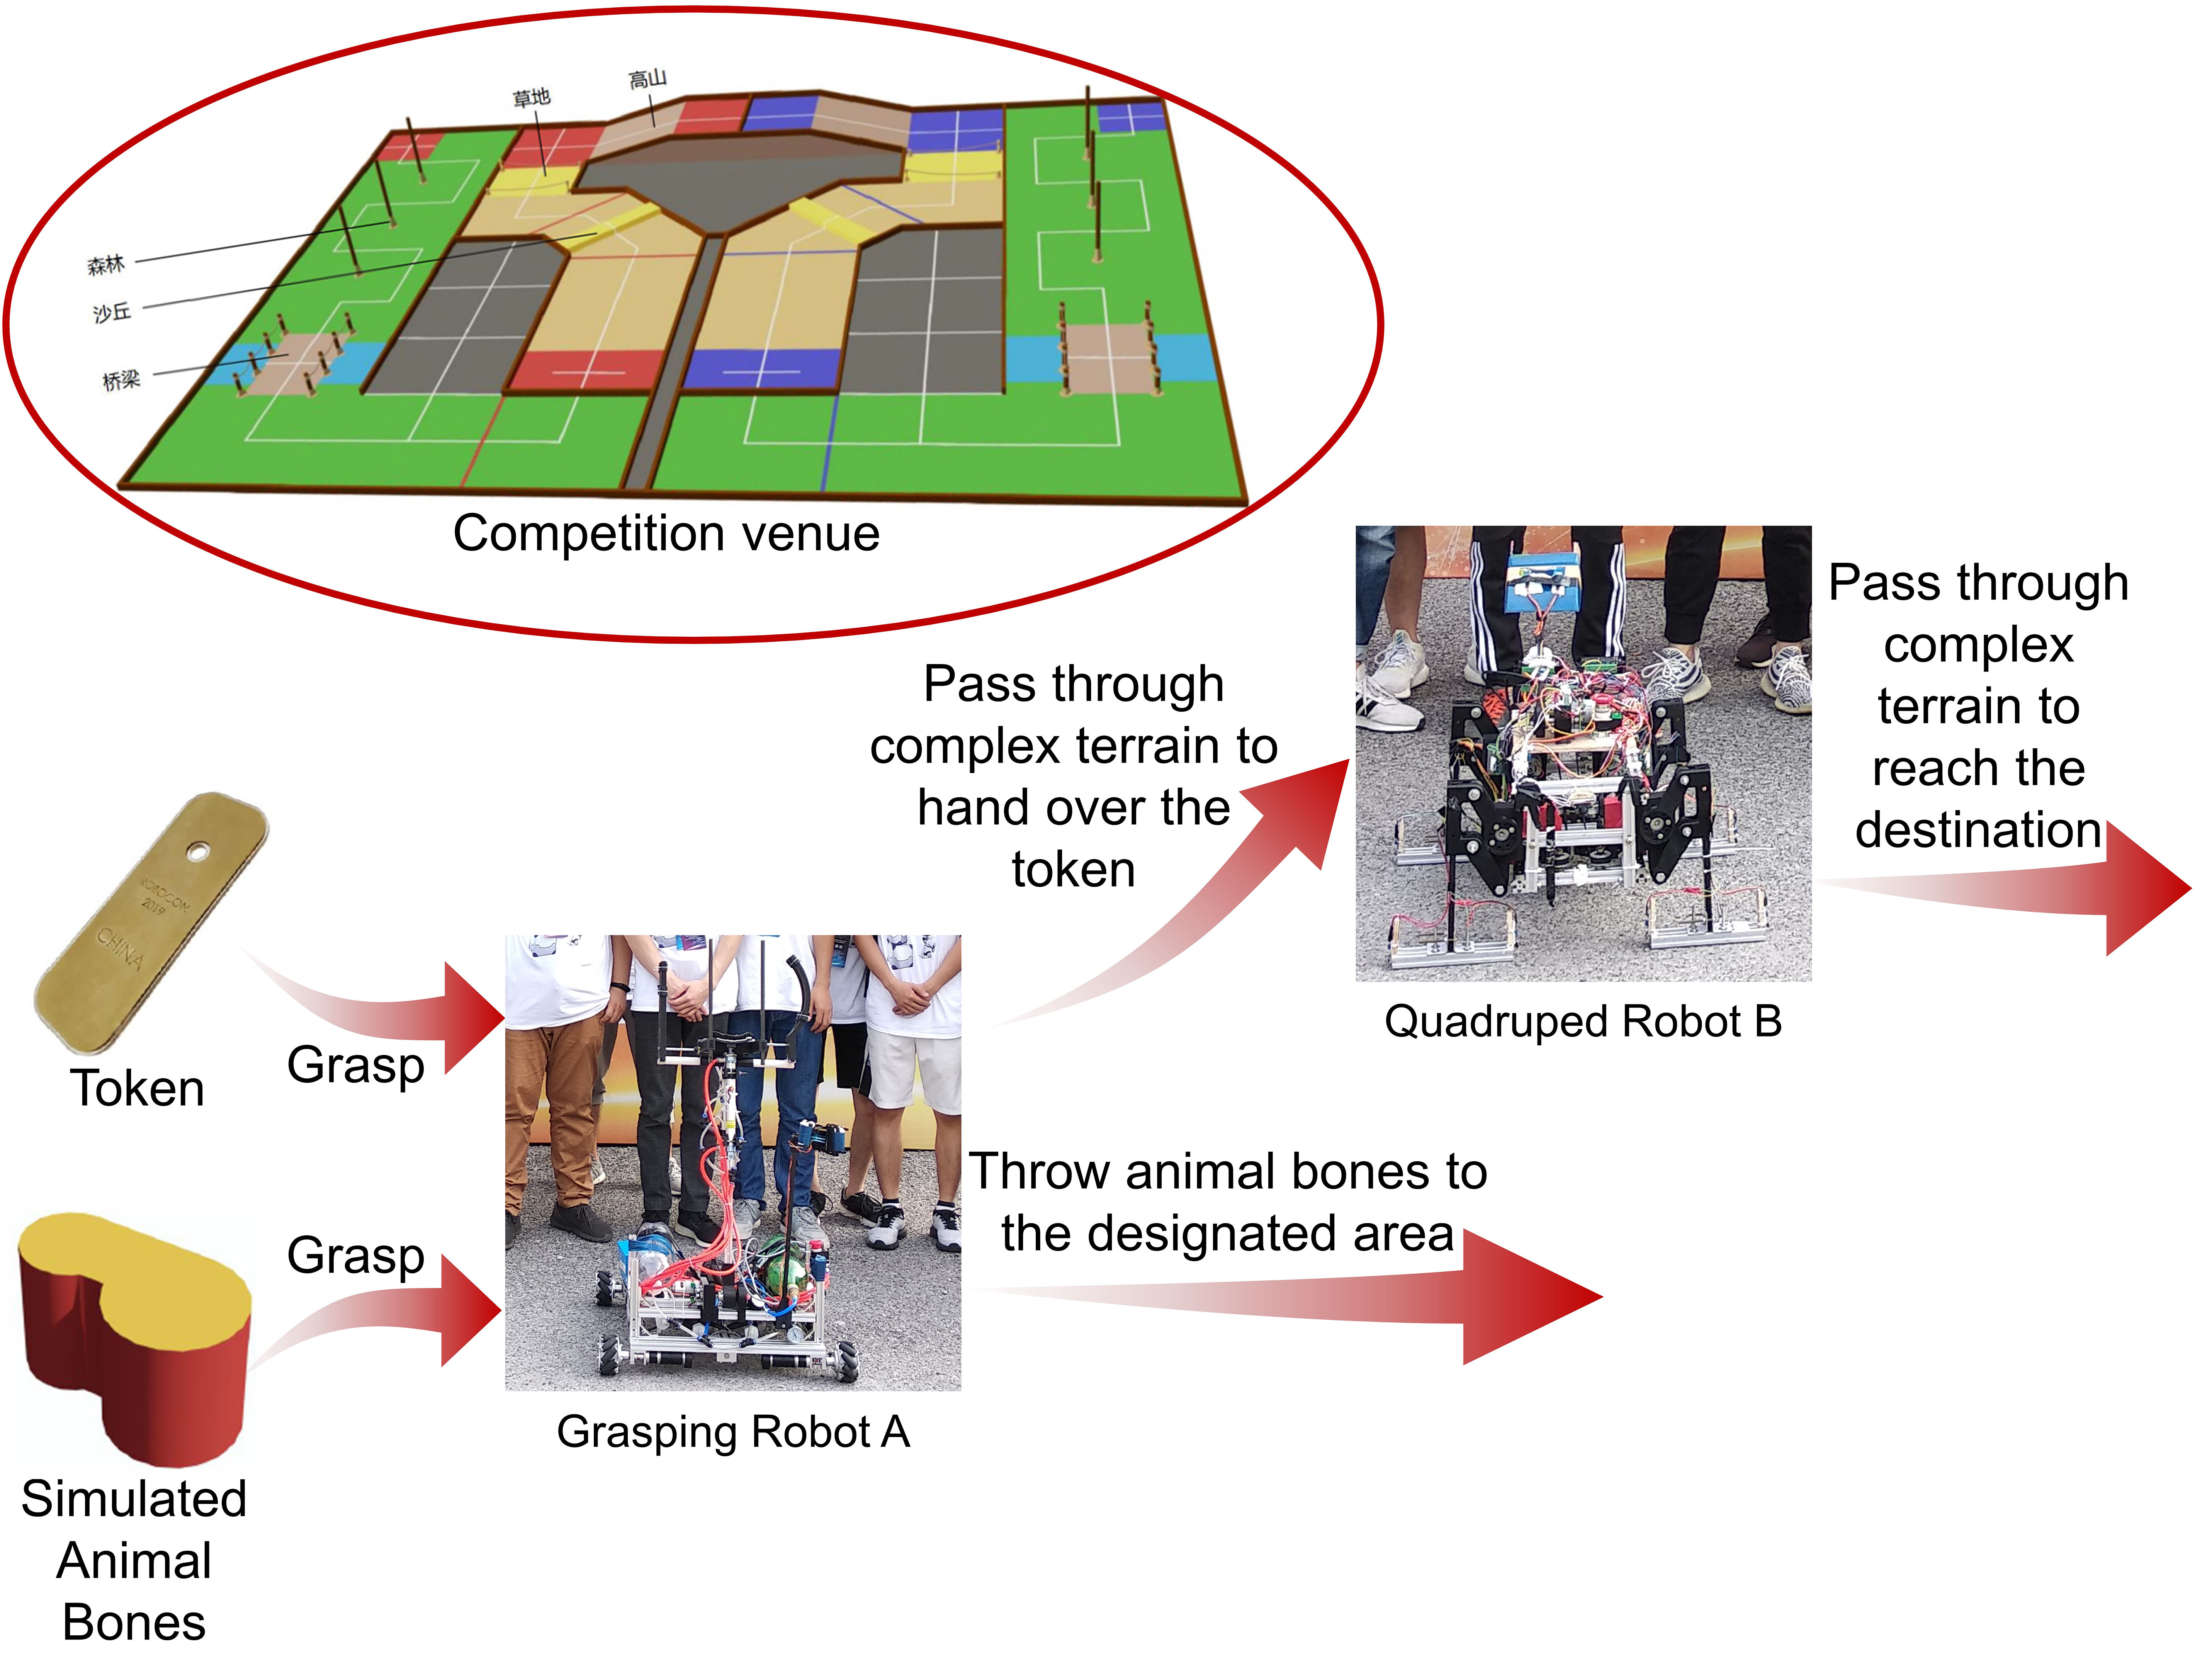 高山
草地
森林
沙丘
桥梁
Competition venue
Pass through
complex
terrain to
reach the
destination
Pass through
complex terrain to
hand over the
token
ROBOCOM
2019
CHINA
Token
Grasp
Quadruped Robot B
Throw animal bones to
the designated area
Grasp
Grasping Robot A
Simulated
Animal
Bones